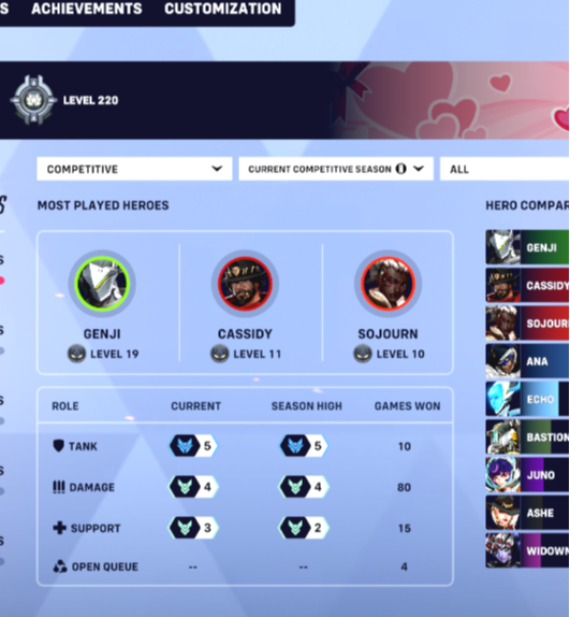 S ACHIEVEMENTS CUSTOMIZATION
LEVEL 220
COMPETITIVE
CURRENT COMPETITIVE SEASON
ALL
S
MOST PLAYED HEROES
HERO COMPAR
GENJI
CASSIDY
SOJOURN
LEVEL 19
LEVEL 11
LEVEL 10
ROLE CURRENT SEASON HIGH GAMES WON
TANK 5 5 10
DAMAGE 4 4 80
SUPPORT 3 2 15
OPEN QUEUE -- -- 4
GENJI
CASSIDY
SOJOUR
ANA
ECHO
BASTION
JUNO
ASHE
WIDOWN
S
S
S
S
S